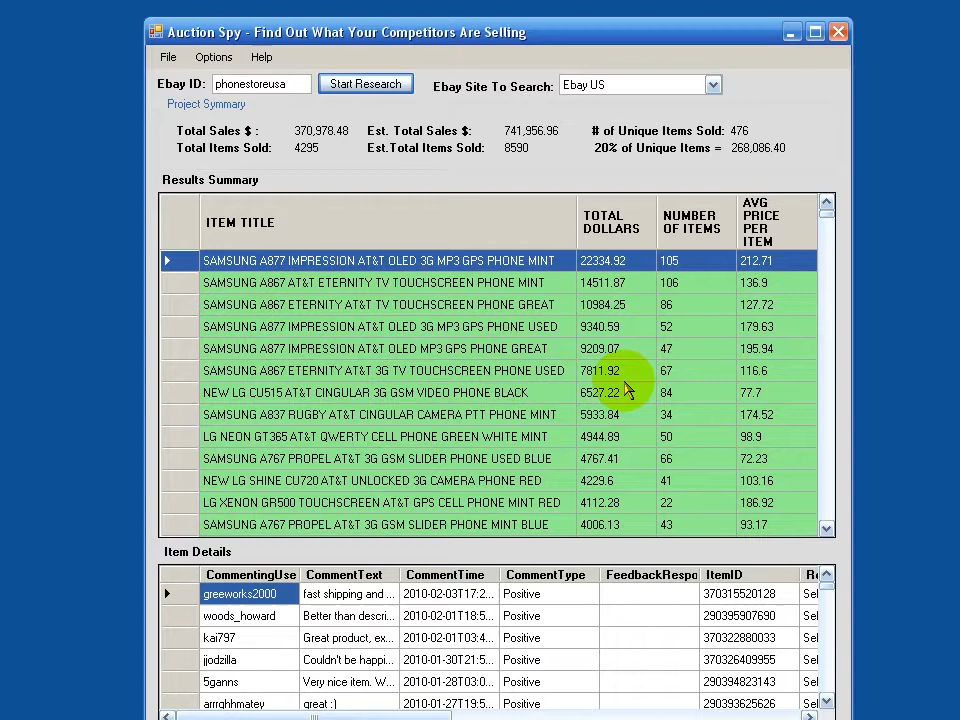 Auction Spy - Find Out What Your Competitors Are Selling
File Options Help
Ebay ID: phonestoreusa Start Research Ebay Site To Search: Ebay US
Project Summary
Total Sales $ : 370,978.48 Est. Total Sales $: 741,956.96 # of Unique Items Sold: 476
Total Items Sold: 4295 Est.Total Items Sold: 8590 20% of Unique Items = 268,086.40
Results Summary
ITEM TITLE TOTAL DOLLARS NUMBER OF ITEMS AVG PRICE PER ITEM
SAMSUNG A877 IMPRESSION AT&T OLED 3G MP3 GPS PHONE MINT 22334.92 105 212.71
SAMSUNG A867 AT&T ETERNITY TV TOUCHSCREEN PHONE MINT 14511.87 106 136.9
SAMSUNG A867 ETERNITY AT&T TV TOUCHSCREEN PHONE GREAT 10984.25 86 127.72
SAMSUNG A877 IMPRESSION AT&T OLED 3G MP3 GPS PHONE USED 9340.59 52 179.63
SAMSUNG A877 IMPRESSION AT&T OLED MP3 GPS PHONE GREAT 9209.07 47 195.94
SAMSUNG A867 ETERNITY AT&T 3G TV TOUCHSCREEN PHONE USED 7811.92 67 116.6
NEW LG CU515 AT&T CINGULAR 3G GSM VIDEO PHONE BLACK 6527.22 84 77.7
SAMSUNG A837 RUGBY AT&T CINGULAR CAMERA PTT PHONE MINT 5933.84 34 174.52
LG NEON GT365 AT&T QWERTY CELL PHONE GREEN WHITE MINT 4944.89 50 98.9
SAMSUNG A767 PROPEL AT&T 3G GSM SLIDER PHONE USED BLUE 4767.41 66 72.23
NEW LG SHINE CU720 AT&T UNLOCKED 3G CAMERA PHONE RED 4229.6 41 103.16
LG XENON GR500 TOUCHSCREEN AT&T GPS CELL PHONE MINT RED 4112.28 22 186.92
SAMSUNG A767 PROPEL AT&T 3G GSM SLIDER PHONE MINT BLUE 4006.13 43 93.17
Item Details
CommentingUse CommentText CommentTime CommentType FeedbackRespo ItemID
greeworks2000 fast shipping and ... 2010-02-03T17:2... Positive 370315520128 Sel
woods_howard Better than descri... 2010-02-01T18:5... Positive 290395907690 Sel
kai797 Great product, ex... 2010-02-01T03:4... Positive 370322880033 Sel
jjodzilla Couldn't be happi... 2010-01-30T21:5... Positive 370326409955 Sel
5ganns Very nice item. W... 2010-01-28T03:0... Positive 290394823143 Sel
arrrghhmatey great :) 2010-01-27T19:5... Positive 290393625626 Sel